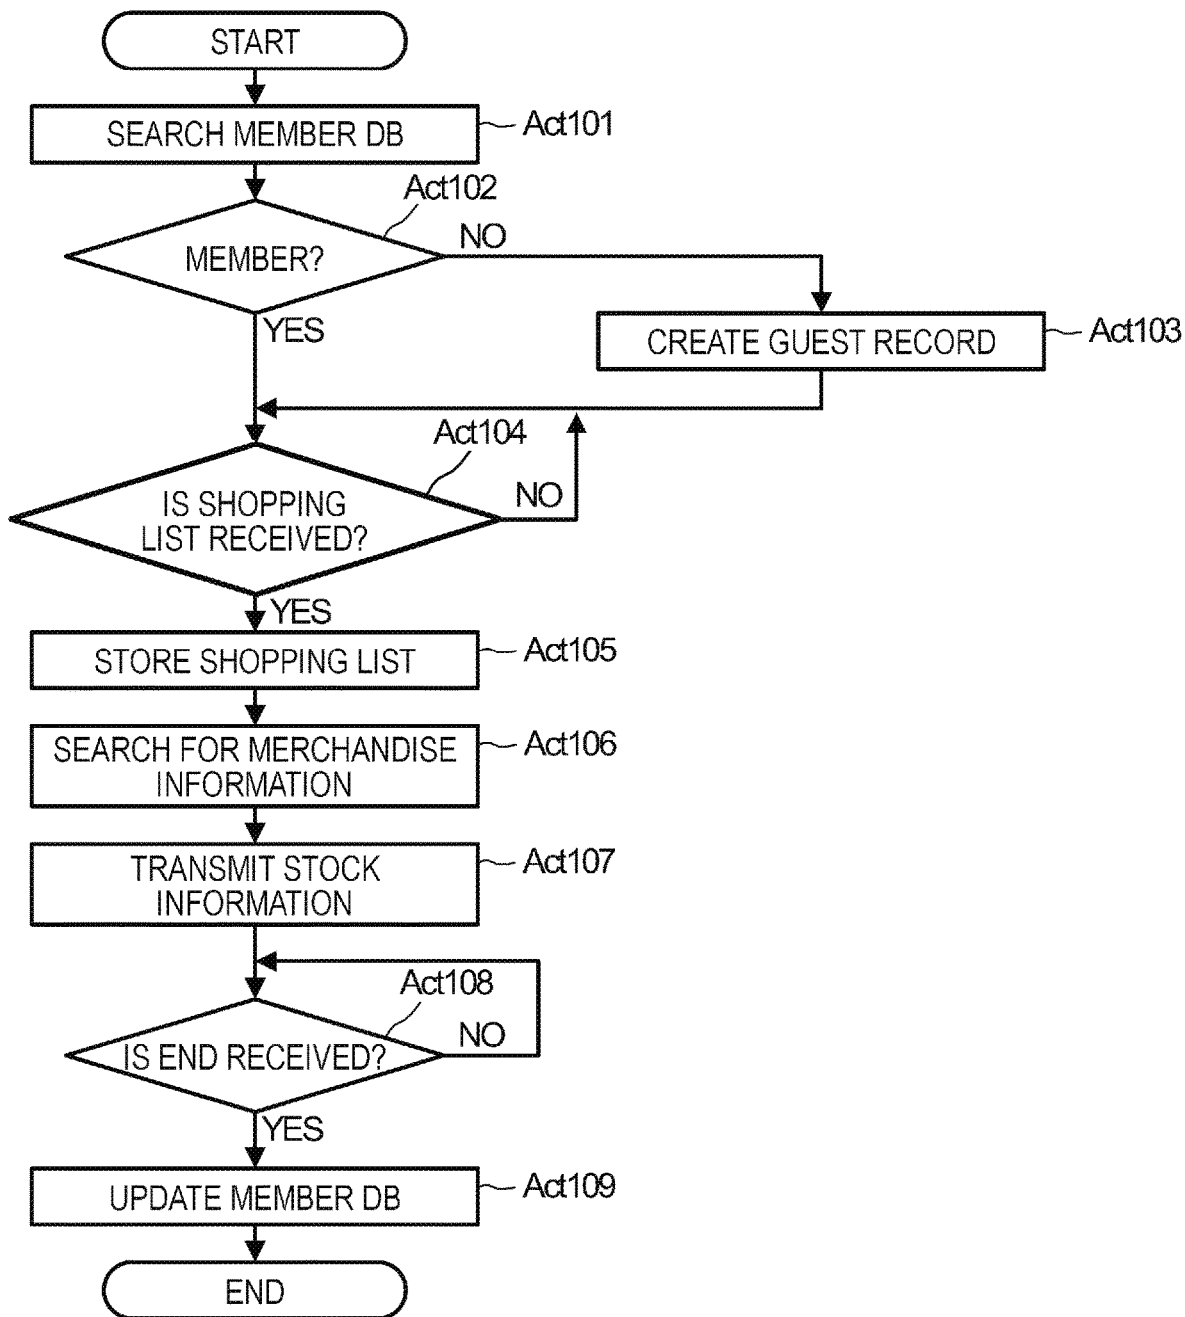 START
SEARCH MEMBER DB
Act101
Act102
MEMBER?
NO
YES
CREATE GUEST RECORD
Act103
Act104
IS SHOPPING
LIST RECEIVED?
NO
YES
STORE SHOPPING LIST
Act105
SEARCH FOR MERCHANDISE
INFORMATION
Act106
TRANSMIT STOCK
INFORMATION
Act107
Act108
IS END RECEIVED?
NO
YES
UPDATE MEMBER DB
Act109
END